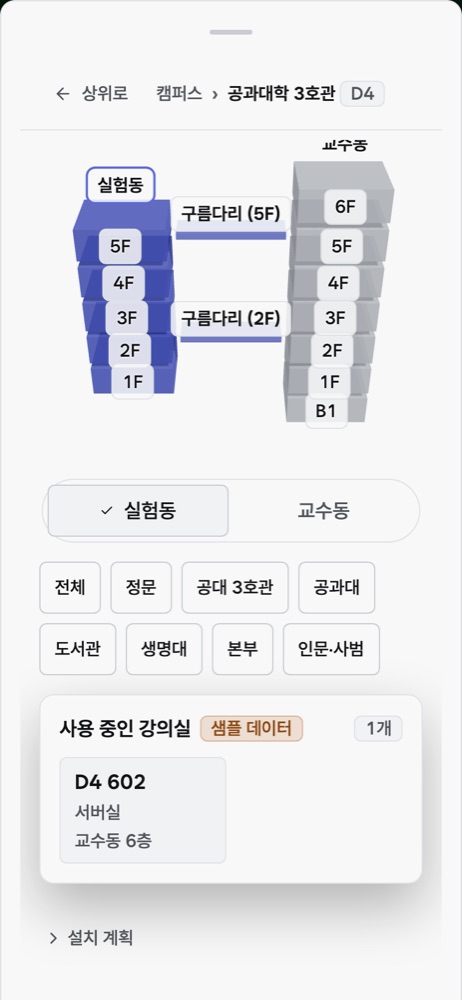 ← 상위로 캠퍼스 › 공과대학 3호관 D4
교수동
실험동
구름다리 (5F)
6F
5F
5F
4F
4F
3F
구름다리 (2F)
3F
2F
2F
1F
1F
B1
✓ 실험동 교수동
전체 정문 공대 3호관 공과대
도서관 생명대 본부 인문·사범
사용 중인 강의실 샘플 데이터 1개
D4 602
서버실
교수동 6층
> 설치 계획